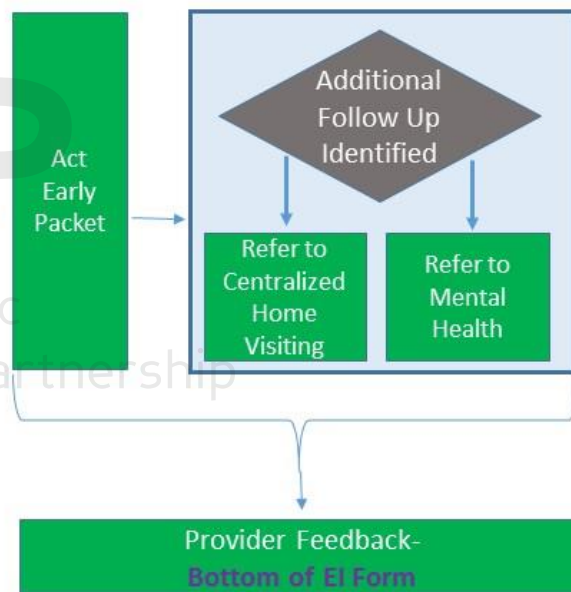 Act
Early
Packet
Additional
Follow Up
Identified
Refer to
Centralized
Home
Visiting
Refer to
Mental
Health
Provider Feedback-
Bottom of EI Form